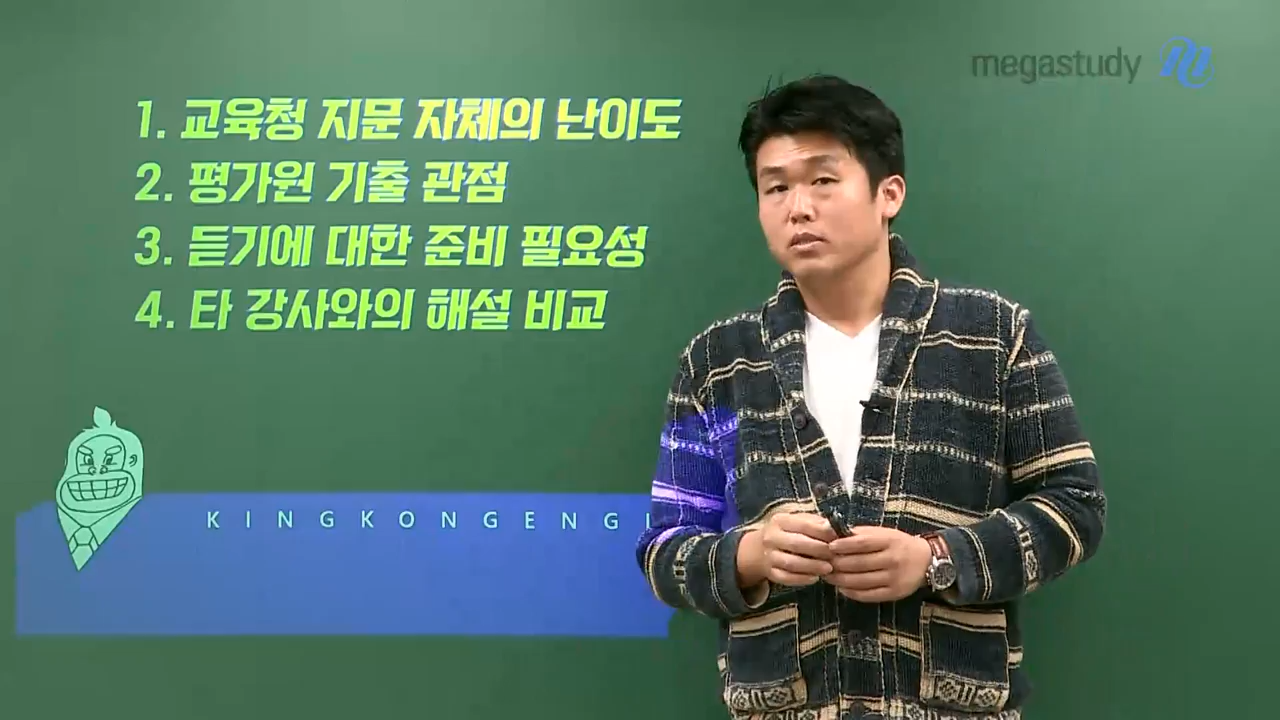 megastudy
1. 교육청 지문 자체의 난이도
2. 평가원 기출 관점
3. 듣기에 대한 준비 필요성
4. 타 강사와의 해설 비교
KINGKONGENGI